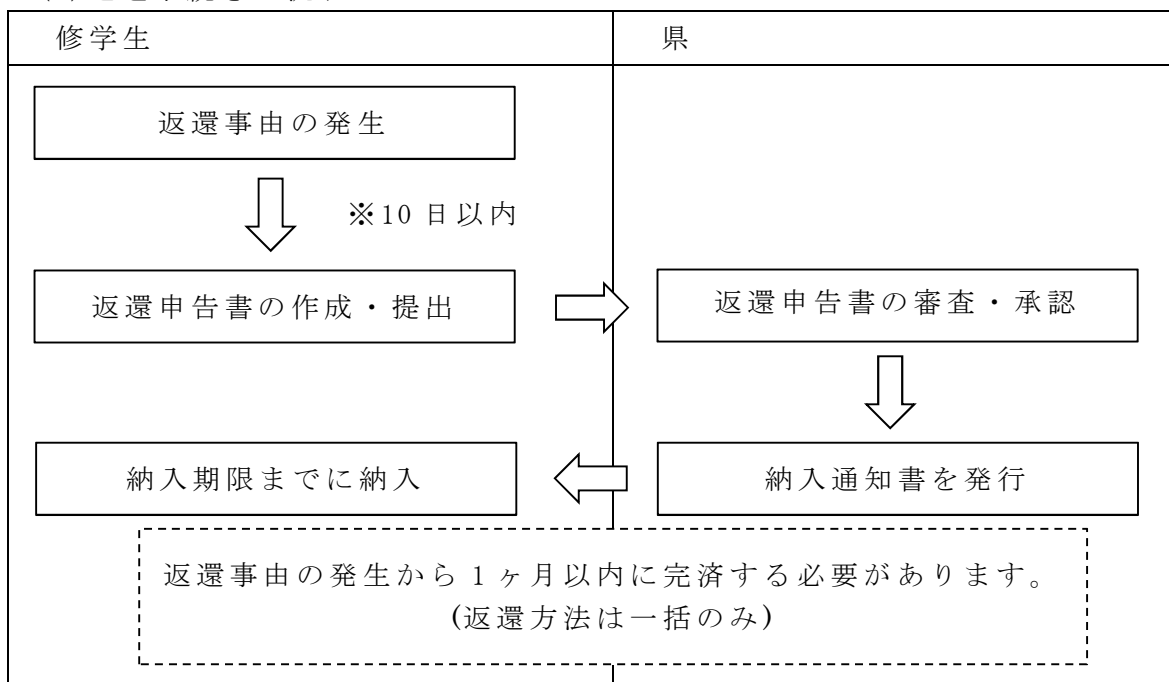 修学生
県
返還事由の発生
※10日以内
返還申告書の作成・提出
返還申告書の審査・承認
納入期限までに納入
納入通知書を発行
返還事由の発生から1ヶ月以内に完済する必要があります。
(返還方法は一括のみ)